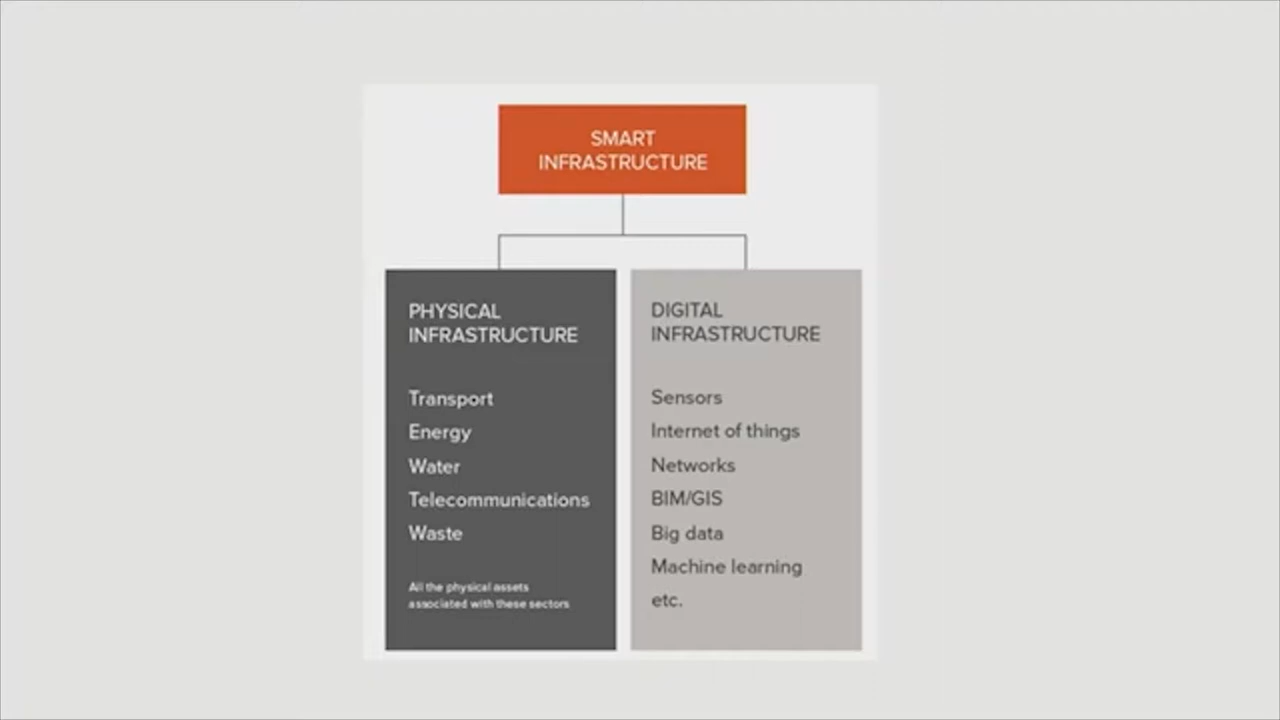 SMART
INFRASTRUCTURE
PHYSICAL
INFRASTRUCTURE
Transport
Energy
Water
Telecommunications
Waste
All the physical assets
associated with these sectors
DIGITAL
INFRASTRUCTURE
Sensors
Internet of things
Networks
BIM/GIS
Big data
Machine learning
etc.